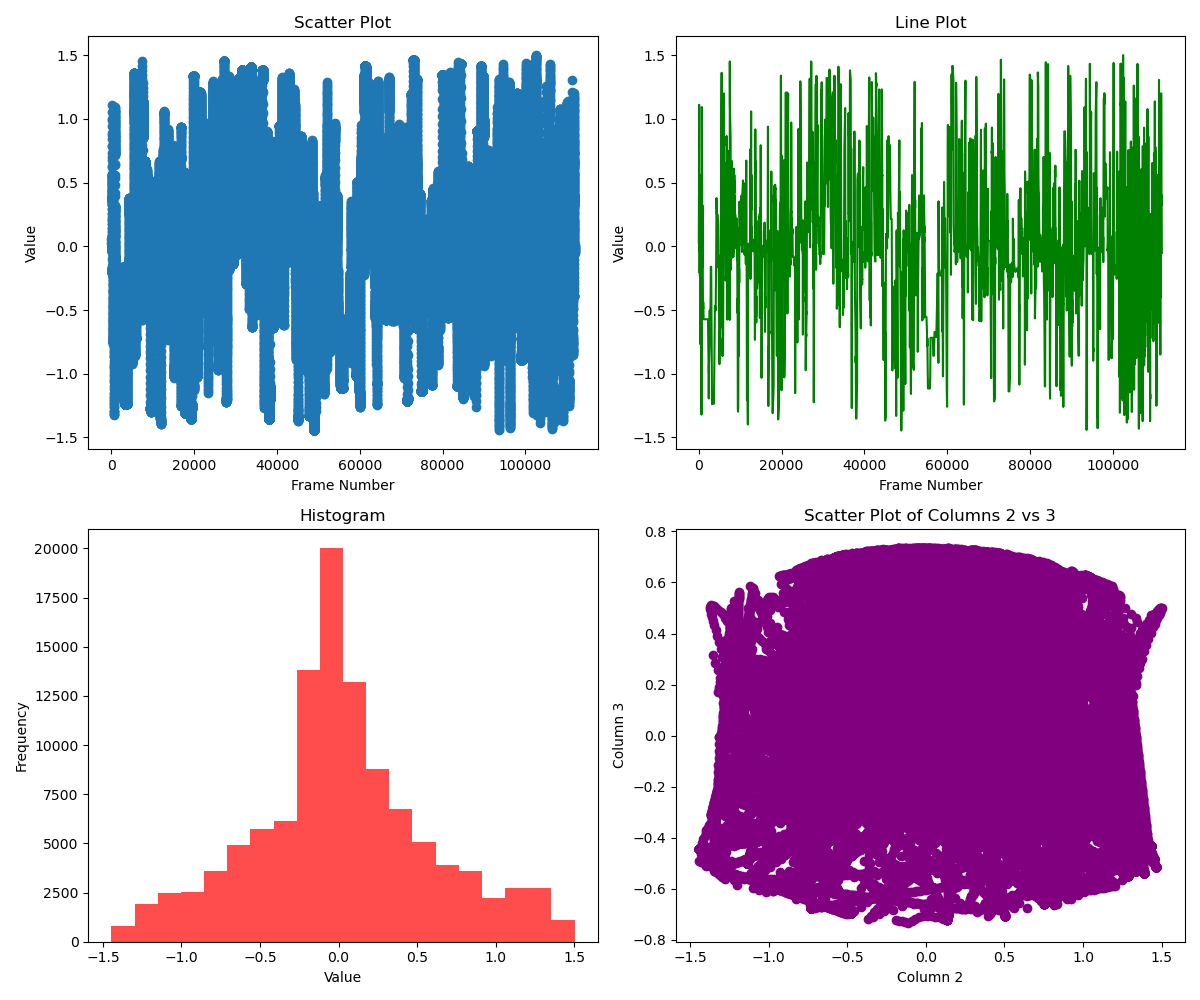 Scatter Plot
1.5
1.0
0.5
0.0
−0.5
−1.0
−1.5
Value
0 20000 40000 60000 80000 100000
Frame Number
Line Plot
1.5
1.0
0.5
0.0
−0.5
−1.0
−1.5
Value
0 20000 40000 60000 80000 100000
Frame Number
Histogram
20000
17500
15000
12500
10000
7500
5000
2500
0
Frequency
−1.5 −1.0 −0.5 0.0 0.5 1.0 1.5
Value
Scatter Plot of Columns 2 vs 3
0.8
0.6
0.4
0.2
0.0
−0.2
−0.4
−0.6
−0.8
Column 3
−1.5 −1.0 −0.5 0.0 0.5 1.0 1.5
Column 2